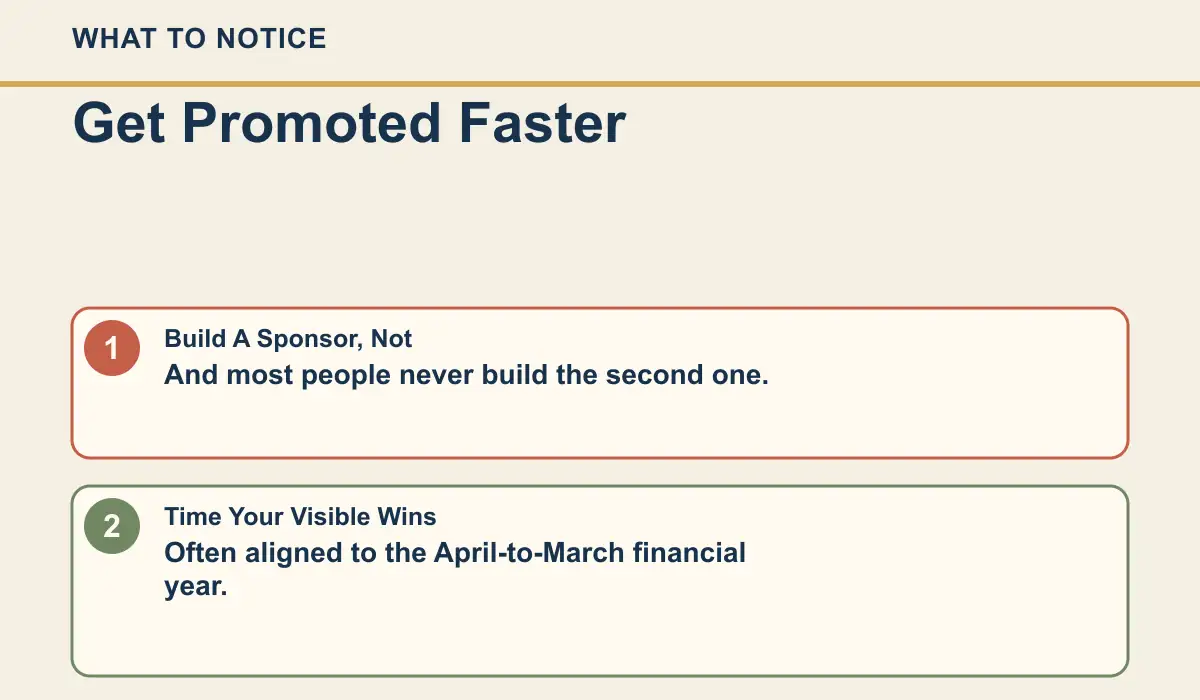 WHAT TO NOTICE
Get Promoted Faster
1
Build A Sponsor, Not
And most people never build the second one.
2
Time Your Visible Wins
Often aligned to the April-to-March financial
year.